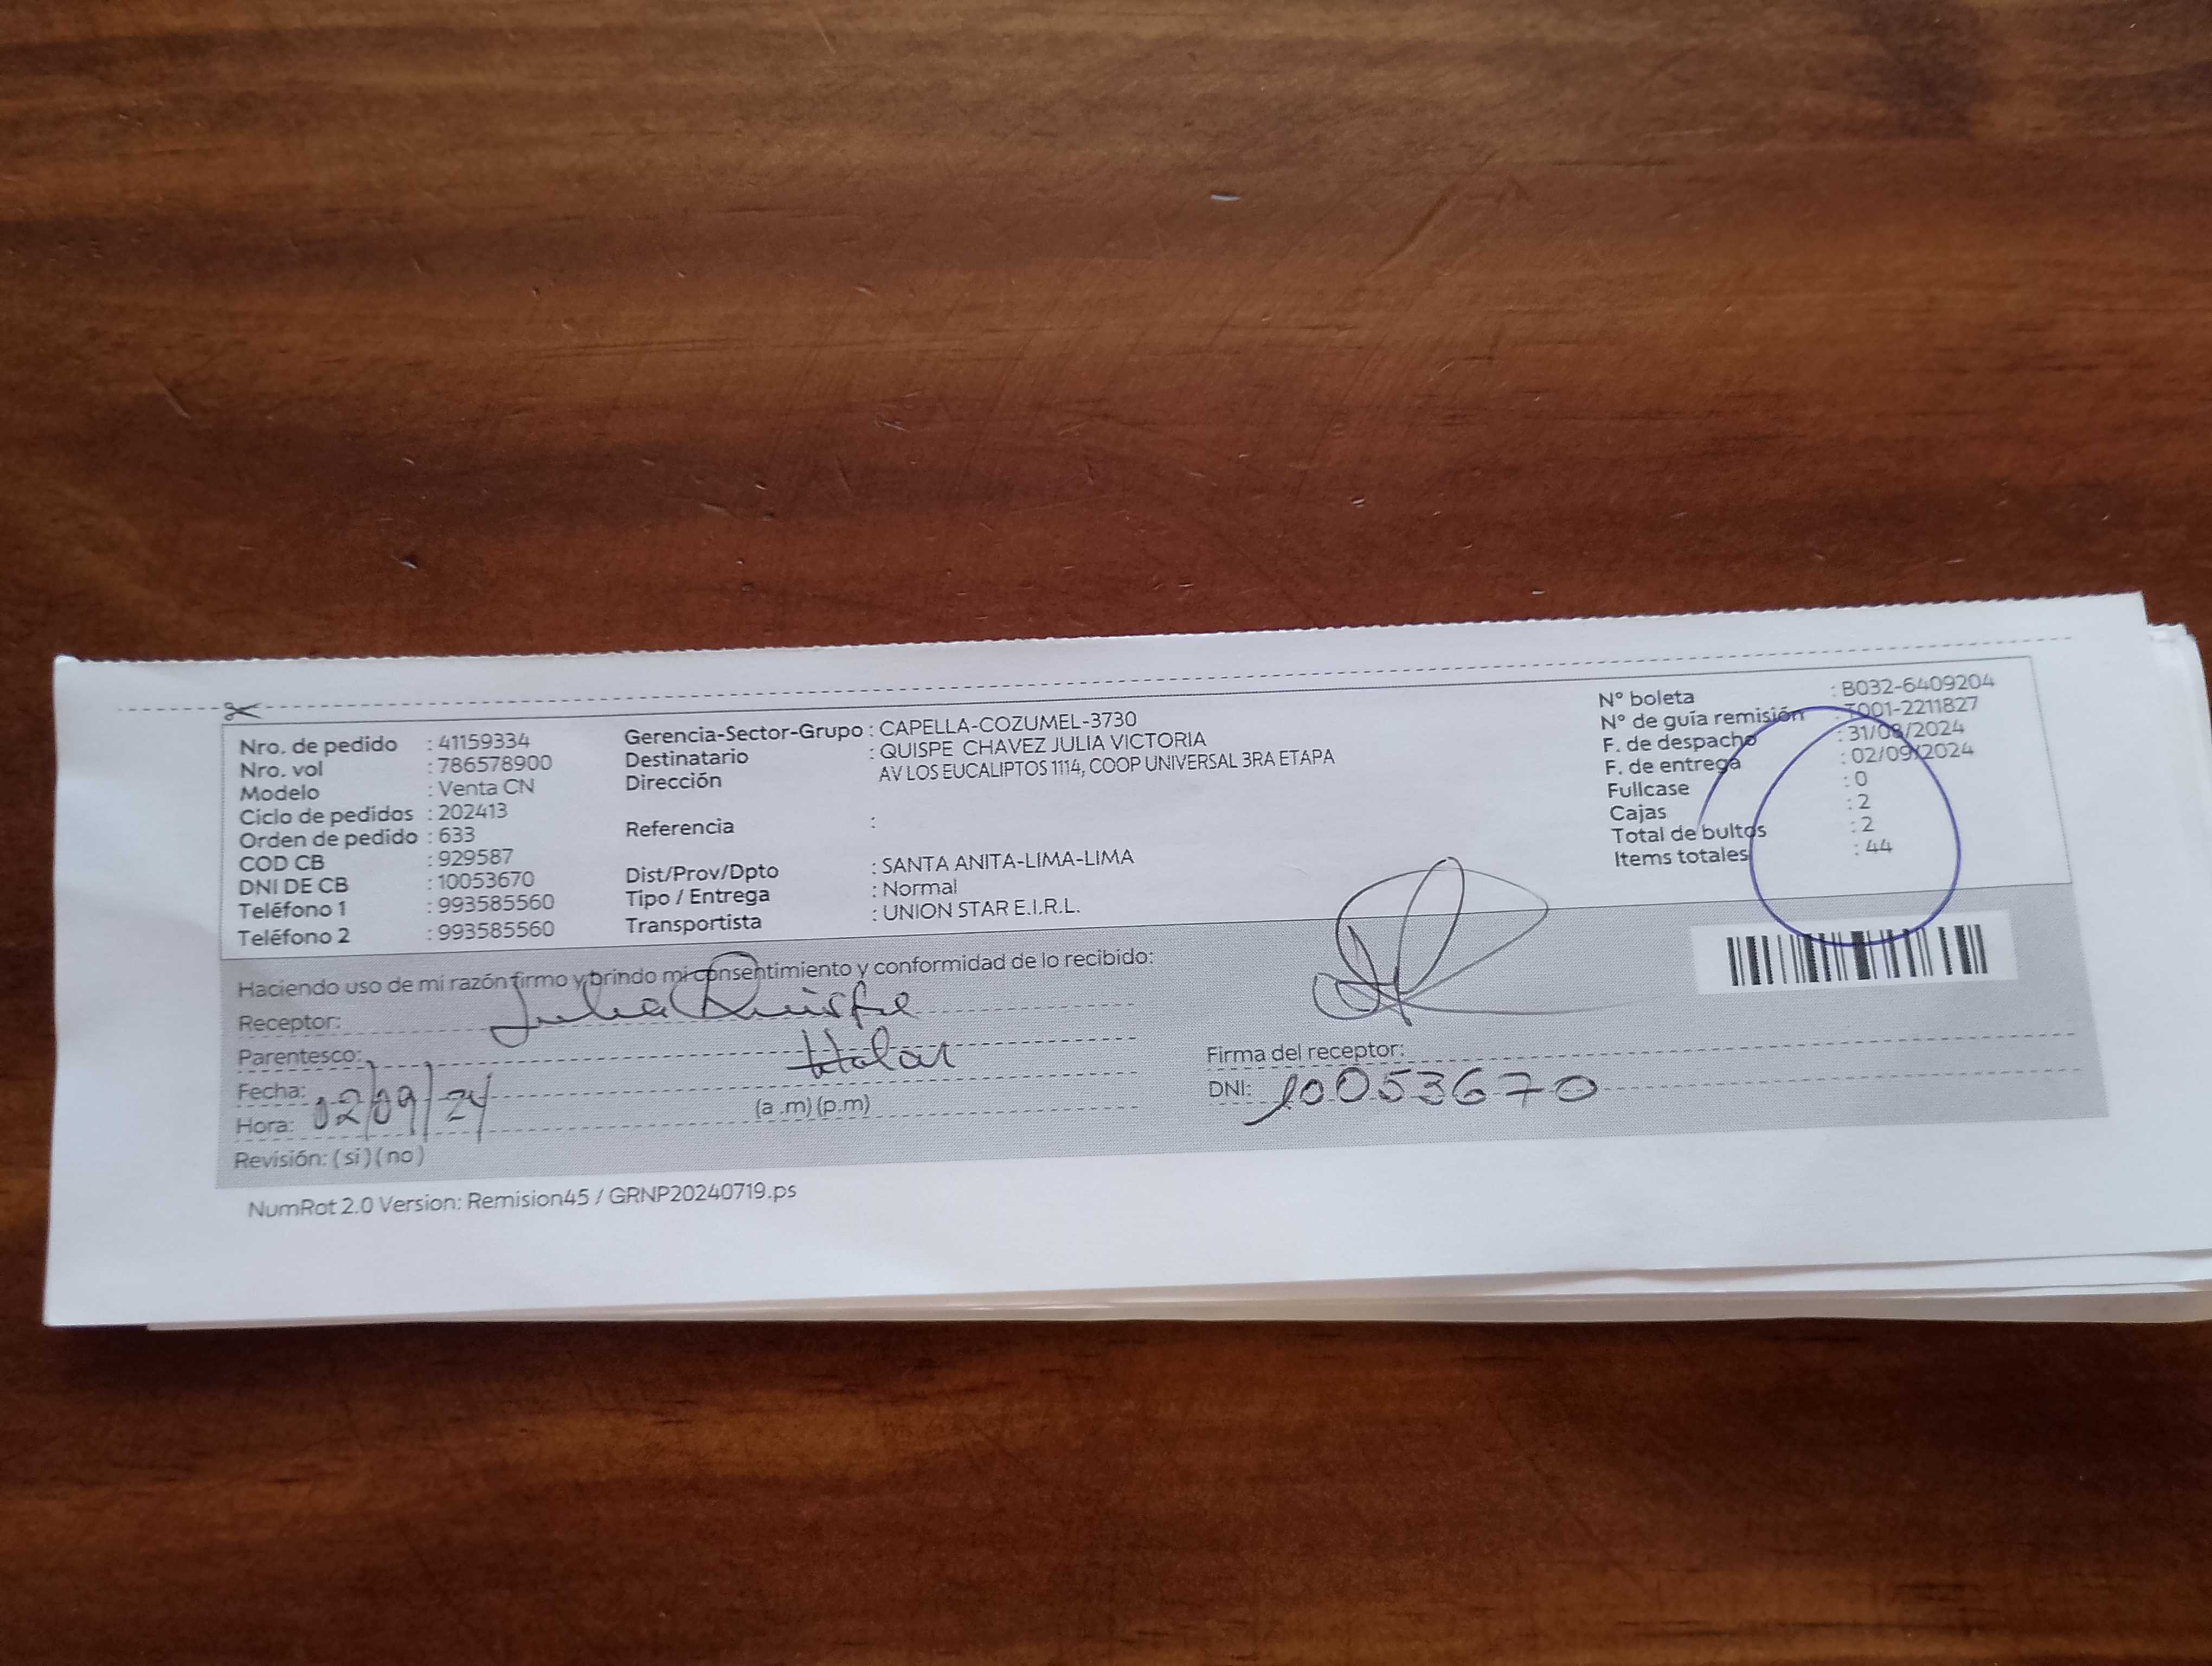 Nro. de pedido : 41159334
Nro. vol : 786578900
Modelo : Venta CN
Ciclo de pedidos : 202413
Orden de pedido : 633
COD CB : 929587
DNI DE CB : 10053670
Teléfono 1 : 993585560
Teléfono 2 : 993585560
Gerencia-Sector-Grupo : CAPELLA-COZUMEL-3730
Destinatario : QUISPE CHAVEZ JULIA VICTORIA
Dirección AV LOS EUCALIPTOS 1114, COOP UNIVERSAL 3RA ETAPA
Referencia :
Dist/Prov/Dpto : SANTA ANITA-LIMA-LIMA
Tipo / Entrega : Normal
Transportista : UNION STAR E.I.R.L.
N° boleta : B032-6409204
N° de guía remisión : T001-2211827
F. de despacho : 31/08/2024
F. de entrega : 02/09/2024
Fullcase : 0
Cajas : 2
Total de bultos : 2
Items totales : 44
Haciendo uso de mi razón firmo y brindo mi consentimiento y conformidad de lo recibido:
Receptor: Julia Quispe
Parentesco: titular
Fecha: 02/09/24
Hora: (a .m) (p.m)
Revisión: ( si ) ( no )
Firma del receptor:
DNI: 10053670
NumRot 2.0 Version: Remision45 / GRNP20240719.ps